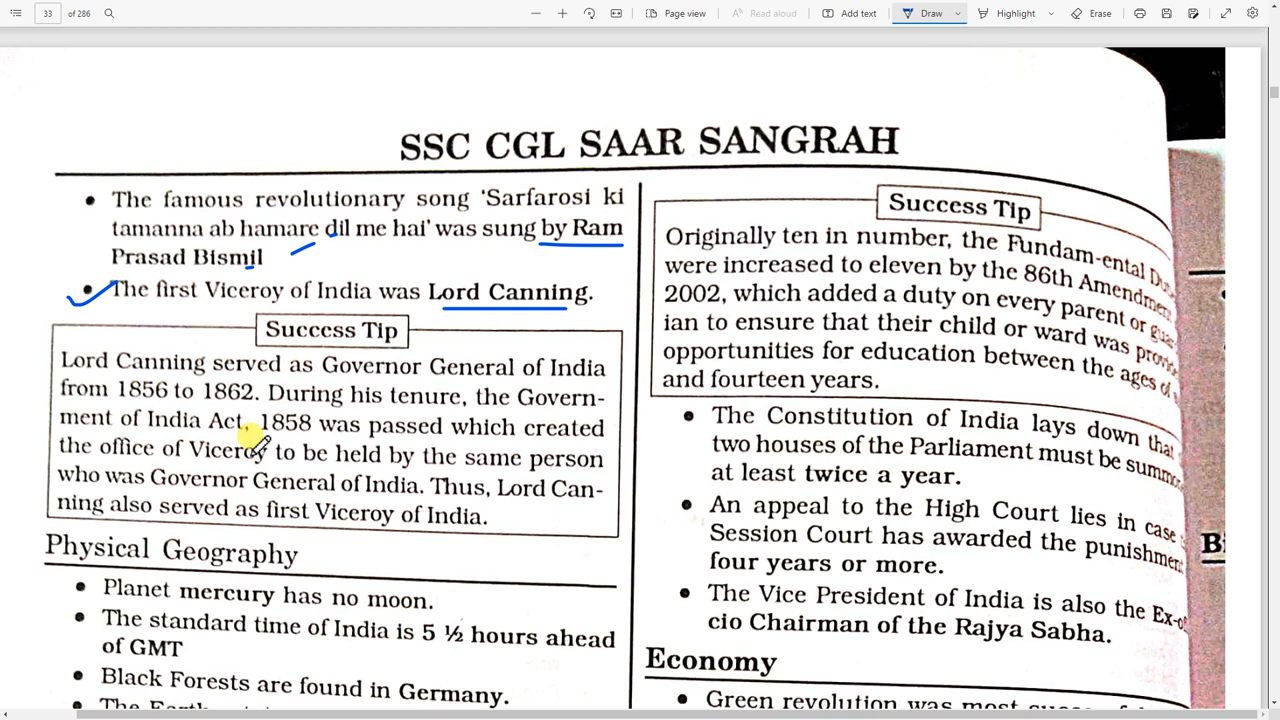 33 of 286 Page view Read aloud Add text Draw Highlight Erase
SSC CGL SAAR SANGRAH
• The famous revolutionary song ‘Sarfarosi ki
tamanna ab hamare dil me hai’ was sung by Ram
Prasad Bismil
• The first Viceroy of India was Lord Canning.
Success Tip
Lord Canning served as Governor General of India
from 1856 to 1862. During his tenure, the Govern-
ment of India Act, 1858 was passed which created
the office of Viceroy to be held by the same person
who was Governor General of India. Thus, Lord Can-
ning also served as first Viceroy of India.
Physical Geography
• Planet mercury has no moon.
• The standard time of India is 5 ½ hours ahead
of GMT
• Black Forests are found in Germany.
Success Tip
Originally ten in number, the Fundam-ental
were increased to eleven by the 86th Amendmen
2002, which added a duty on every parent or
ian to ensure that their child or ward was
opportunities for education between the ages of
and fourteen years.
• The Constitution of India lays down that
two houses of the Parliament must be
at least twice a year.
• An appeal to the High Court lies in case
Session Court has awarded the punishmen
four years or more.
• The Vice President of India is also the Ex-of
cio Chairman of the Rajya Sabha.
Economy
• Green revolution was most